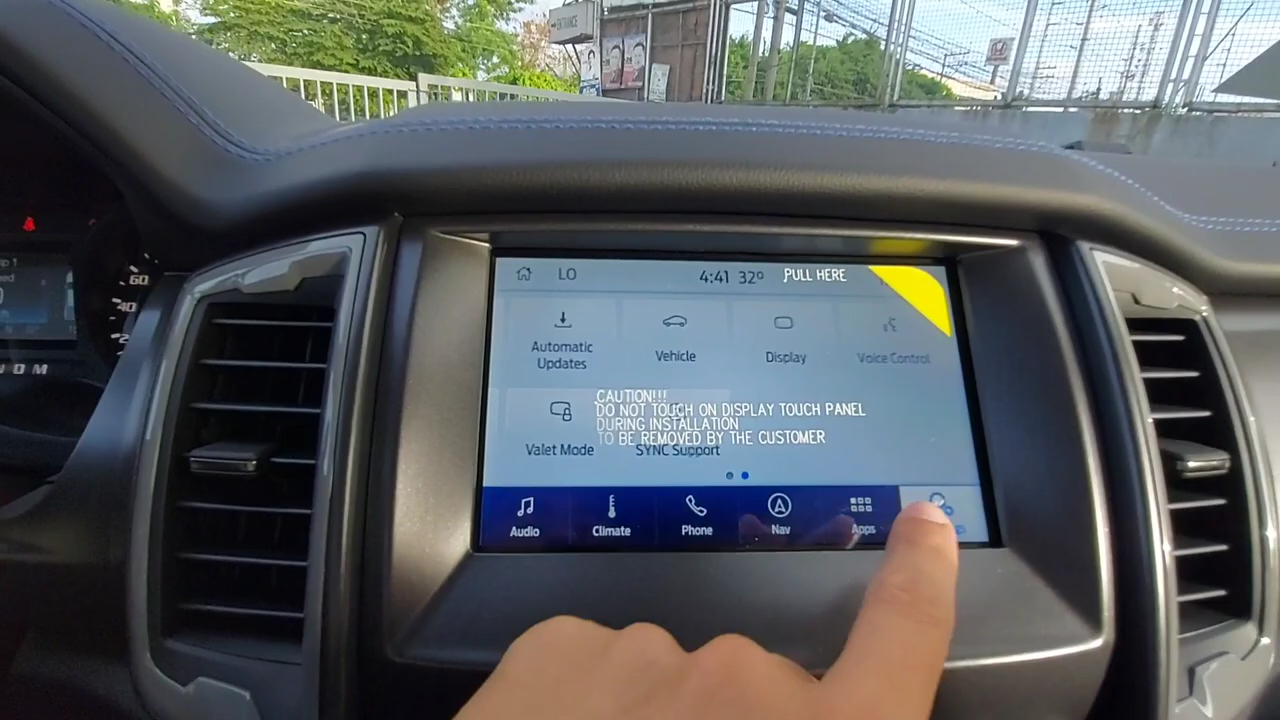 ENTRANCE
LO
4:41 32°
PULL HERE
Automatic
Updates
Vehicle
Display
Voice Control
CAUTION!!!
DO NOT TOUCH ON DISPLAY TOUCH PANEL
DURING INSTALLATION
TO BE REMOVED BY THE CUSTOMER
Valet Mode
SYNC Support
Audio
Climate
Phone
Nav
Apps
60
40